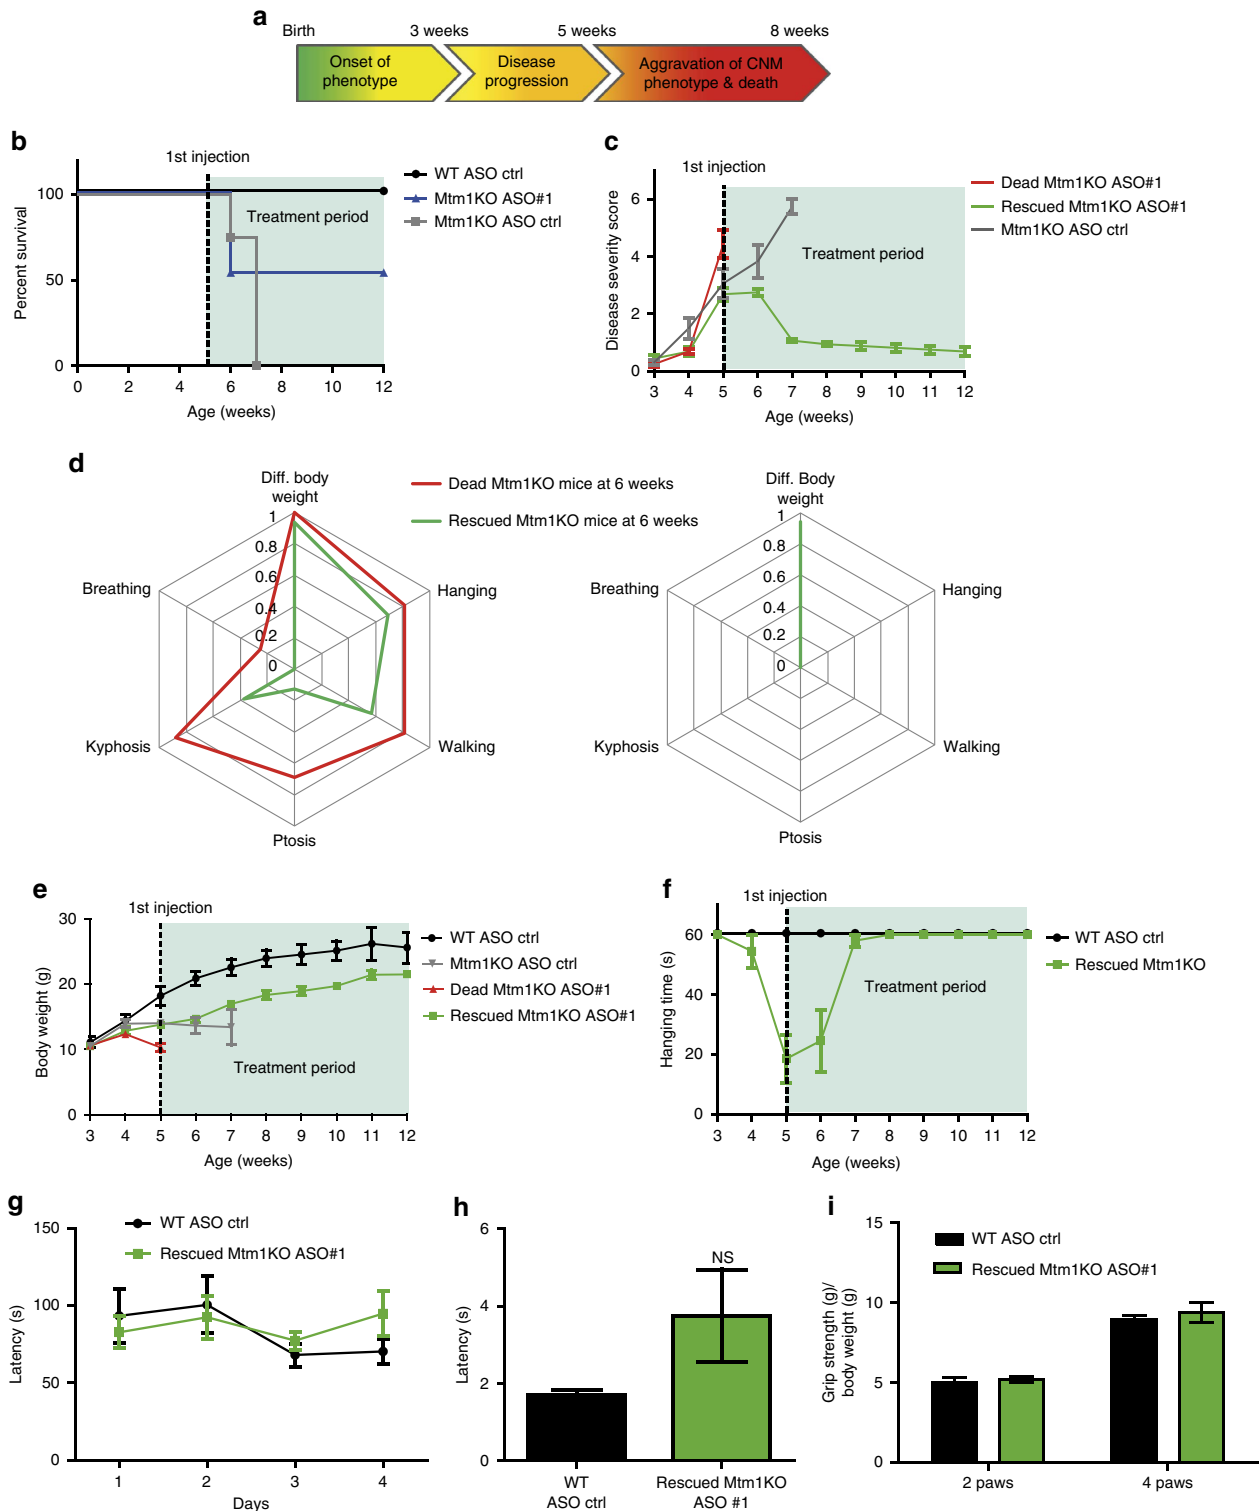 a
Birth
3 weeks
5 weeks
8 weeks
Onset of
phenotype
Disease
progression
Aggravation of CNM
phenotype & death
b
1st injection
Treatment period
Percent survival
100
50
0
0 2 4 6 8 10 12
Age (weeks)
WT ASO ctrl
Mtm1KO ASO#1
Mtm1KO ASO ctrl
c
1st injection
Treatment period
Disease severity score
6
4
2
0
3 4 5 6 7 8 9 10 11 12
Age (weeks)
Dead Mtm1KO ASO#1
Rescued Mtm1KO ASO#1
Mtm1KO ASO ctrl
d
Diff. body
weight
1
0.8
0.6
0.4
0.2
0
Breathing
Hanging
Kyphosis
Walking
Ptosis
Dead Mtm1KO mice at 6 weeks
Rescued Mtm1KO mice at 6 weeks
Diff. Body
weight
1
0.8
0.6
0.4
0.2
0
Breathing
Hanging
Kyphosis
Walking
Ptosis
e
1st injection
Treatment period
Body weight (g)
30
20
10
0
3 4 5 6 7 8 9 10 11 12
Age (weeks)
WT ASO ctrl
Mtm1KO ASO ctrl
Dead Mtm1KO ASO#1
Rescued Mtm1KO ASO#1
f
1st injection
Treatment period
Hanging time (s)
60
40
20
0
3 4 5 6 7 8 9 10 11 12
Age (weeks)
WT ASO ctrl
Rescued Mtm1KO
g
WT ASO ctrl
Rescued Mtm1KO ASO#1
Latency (s)
150
100
50
0
1 2 3 4
Days
h
Latency (s)
6
4
2
0
NS
WT
ASO ctrl
Rescued Mtm1KO
ASO #1
i
WT ASO ctrl
Rescued Mtm1KO ASO#1
Grip strength (g)/
body weight (g)
15
10
5
0
2 paws
4 paws